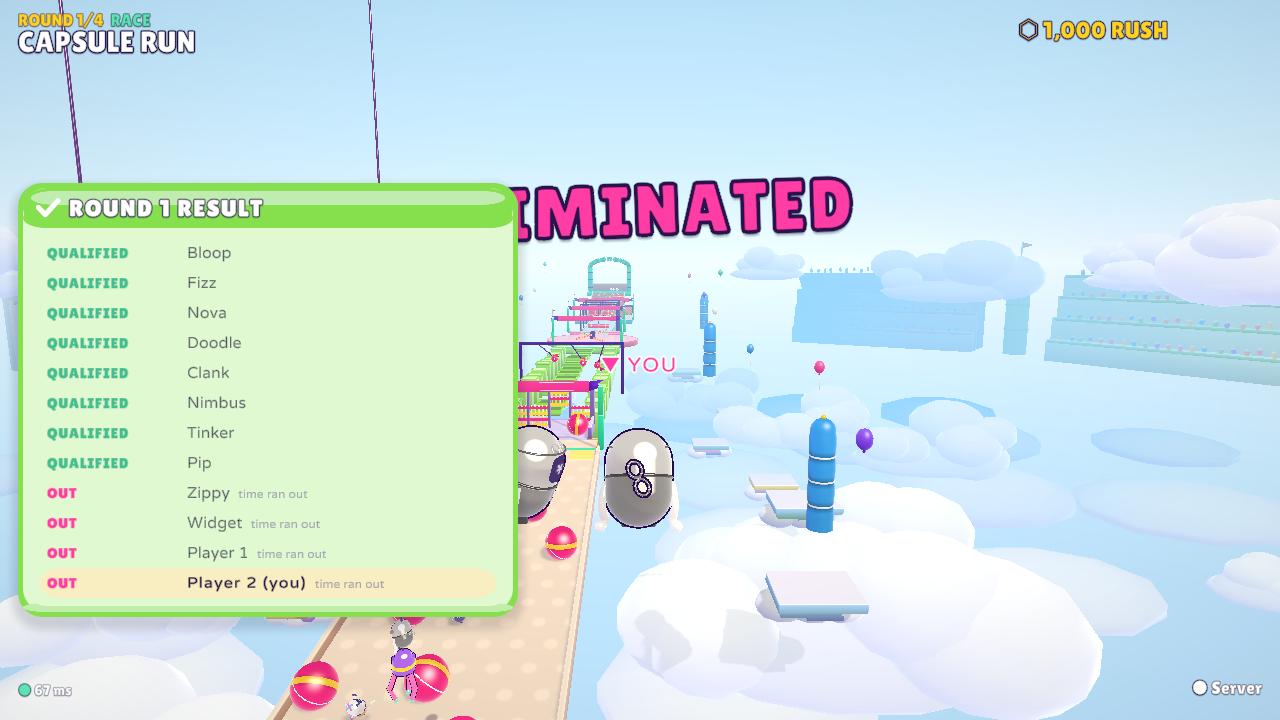 ROUND 1/4 RACE
CAPSULE RUN
1,000 RUSH
IMINATED
ROUND 1 RESULT
QUALIFIED Bloop
QUALIFIED Fizz
QUALIFIED Nova
QUALIFIED Doodle
QUALIFIED Clank
QUALIFIED Nimbus
QUALIFIED Tinker
QUALIFIED Pip
OUT Zippy time ran out
OUT Widget time ran out
OUT Player 1 time ran out
OUT Player 2 (you) time ran out
YOU
8
67 ms
Server